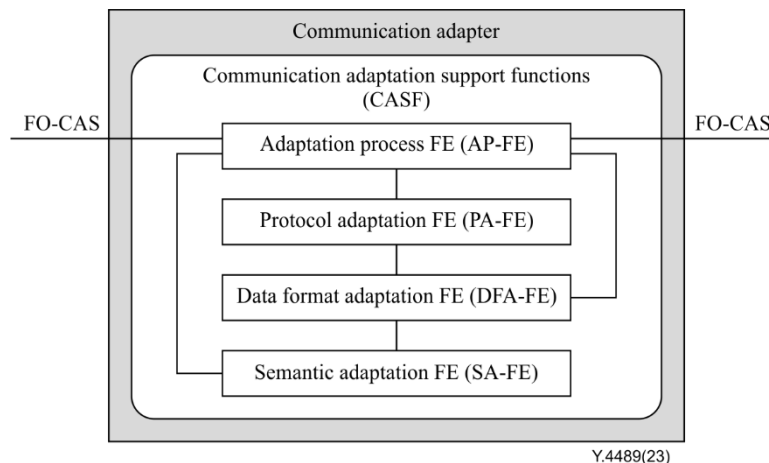 Communication adapter
Communication adaptation support functions
(CASF)
FO-CAS
FO-CAS
Adaptation process FE (AP-FE)
Protocol adaptation FE (PA-FE)
Data format adaptation FE (DFA-FE)
Semantic adaptation FE (SA-FE)
Y.4489(23)